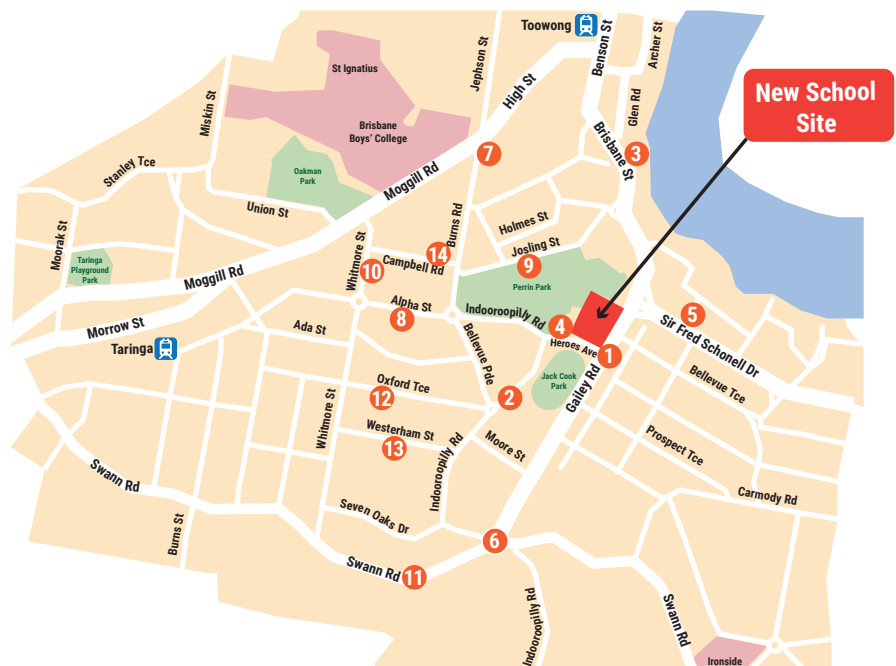 Toowong
Benson St
Archer St
Jephson St
High St
Glen Rd
New School
Site
St Ignatius
Miskin St
Brisbane
Boys' College
Brisbane St
3
7
Moggill Rd
Stanley Tce
Oakman
Park
Union St
Moorak St
Burns Rd
Holmes St
Josling St
Whitmore St
14
Campbell Rd
10
9
Taringa
Playground
Park
Moggill Rd
Perrin Park
Alpha St
8
Indooroopilly Rd
4
5
Sir Fred Schonell Dr
Morrow St
Ada St
Taringa
Heroes Ave
1
Bellevue Pde
Jack Cook
Park
Gailey Rd
Bellevue Tce
Oxford Tce
12
2
Whitmore St
Westerham St
13
Moore St
Prospect Tce
Indooroopilly Rd
Swann Rd
Carmody Rd
Seven Oaks Dr
Burns St
6
Swann Rd
11
Indooroopilly Rd
Swann Rd
Ironside